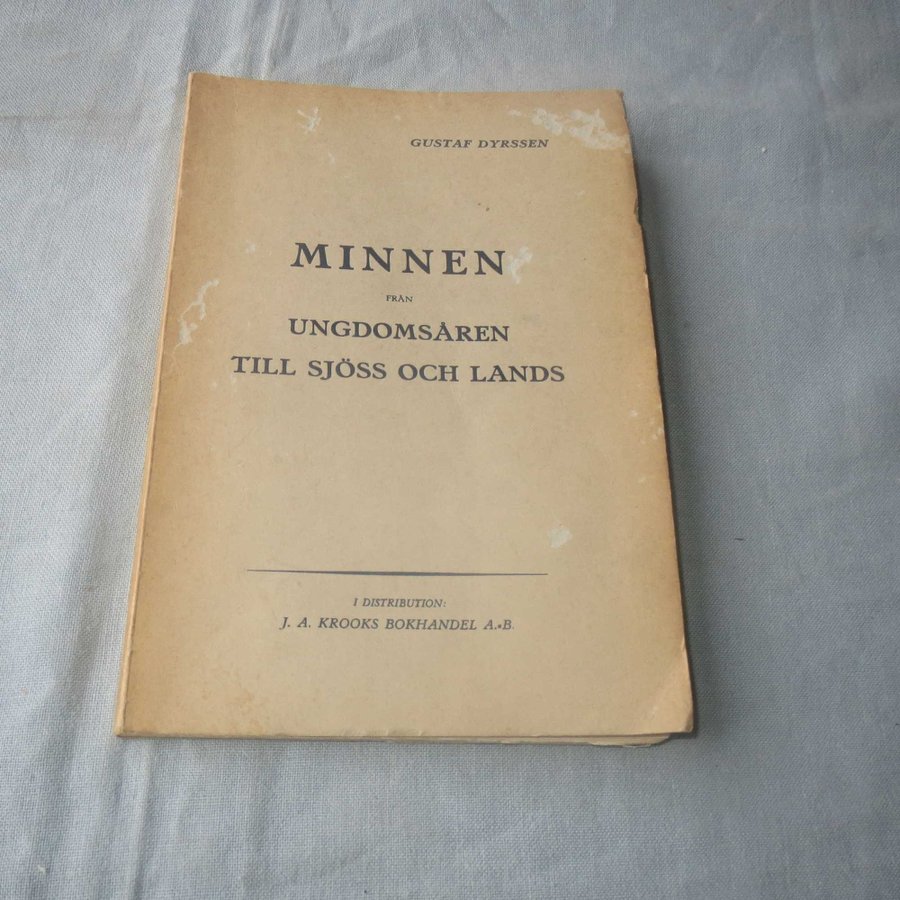 GUSTAF DYRSSEN
MINNEN
FRÅN
UNGDOMSÅREN
TILL SJÖSS OCH LANDS
I DISTRIBUTION:
J. A. KROOKS BOKHANDEL A.-B.